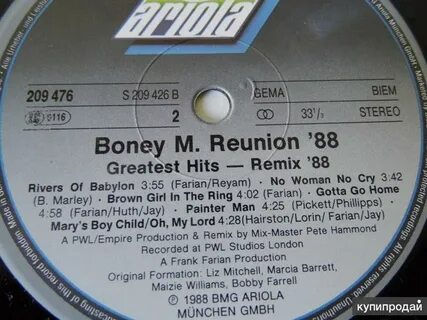 ariola
209 476 S 209 426 B GEMA BIEM
0116 2 33 1/3 STEREO
Boney M. Reunion '88
Greatest Hits — Remix '88
Rivers Of Babylon 3:55 (Farian/Reyam) · No Woman No Cry 3:42
(B. Marley) · Brown Girl In The Ring 4:02 (Farian) · Gotta Go Home
4:58 (Farian/Huth/Jay) · Painter Man 4:25 (Pickett/Phillipps)
Mary's Boy Child/Oh, My Lord 4:28 (Hairston/Lorin/Farian/Jay)
A PWL/Empire Production & Remix by Mix-Master Pete Hammond
Recorded at PWL Studios London
A Frank Farian Production
Original Formation: Liz Mitchell, Marcia Barrett,
Maizie Williams, Bobby Farrell
℗ 1988 BMG ARIOLA
MÜNCHEN GMBH
купипродай